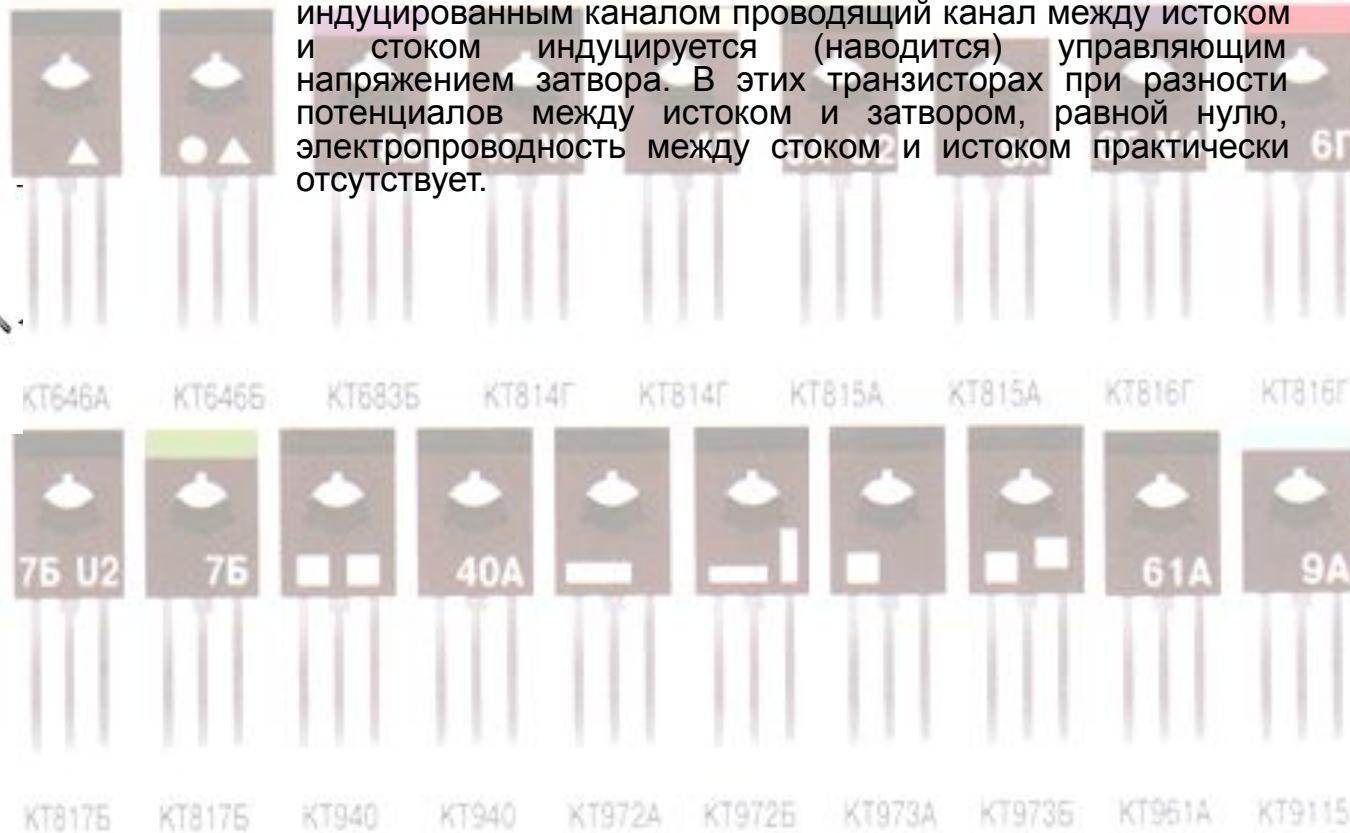 индуцированным каналом проводящий канал между истоком
и стоком индуцируется (наводится) управляющим
напряжением затвора. В этих транзисторах при разности
потенциалов между истоком и затвором, равной нулю,
электропроводность между стоком и истоком практически
отсутствует.
6Г
КТ646А КТ646Б КТ683Б КТ814Г КТ814Г КТ815А КТ815А КТ816Г КТ816Г
7Б U2 7Б 40А 61А 9А
КТ817Б КТ817Б КТ940 КТ940 КТ972А КТ972Б КТ973А КТ973Б КТ961А КТ9115